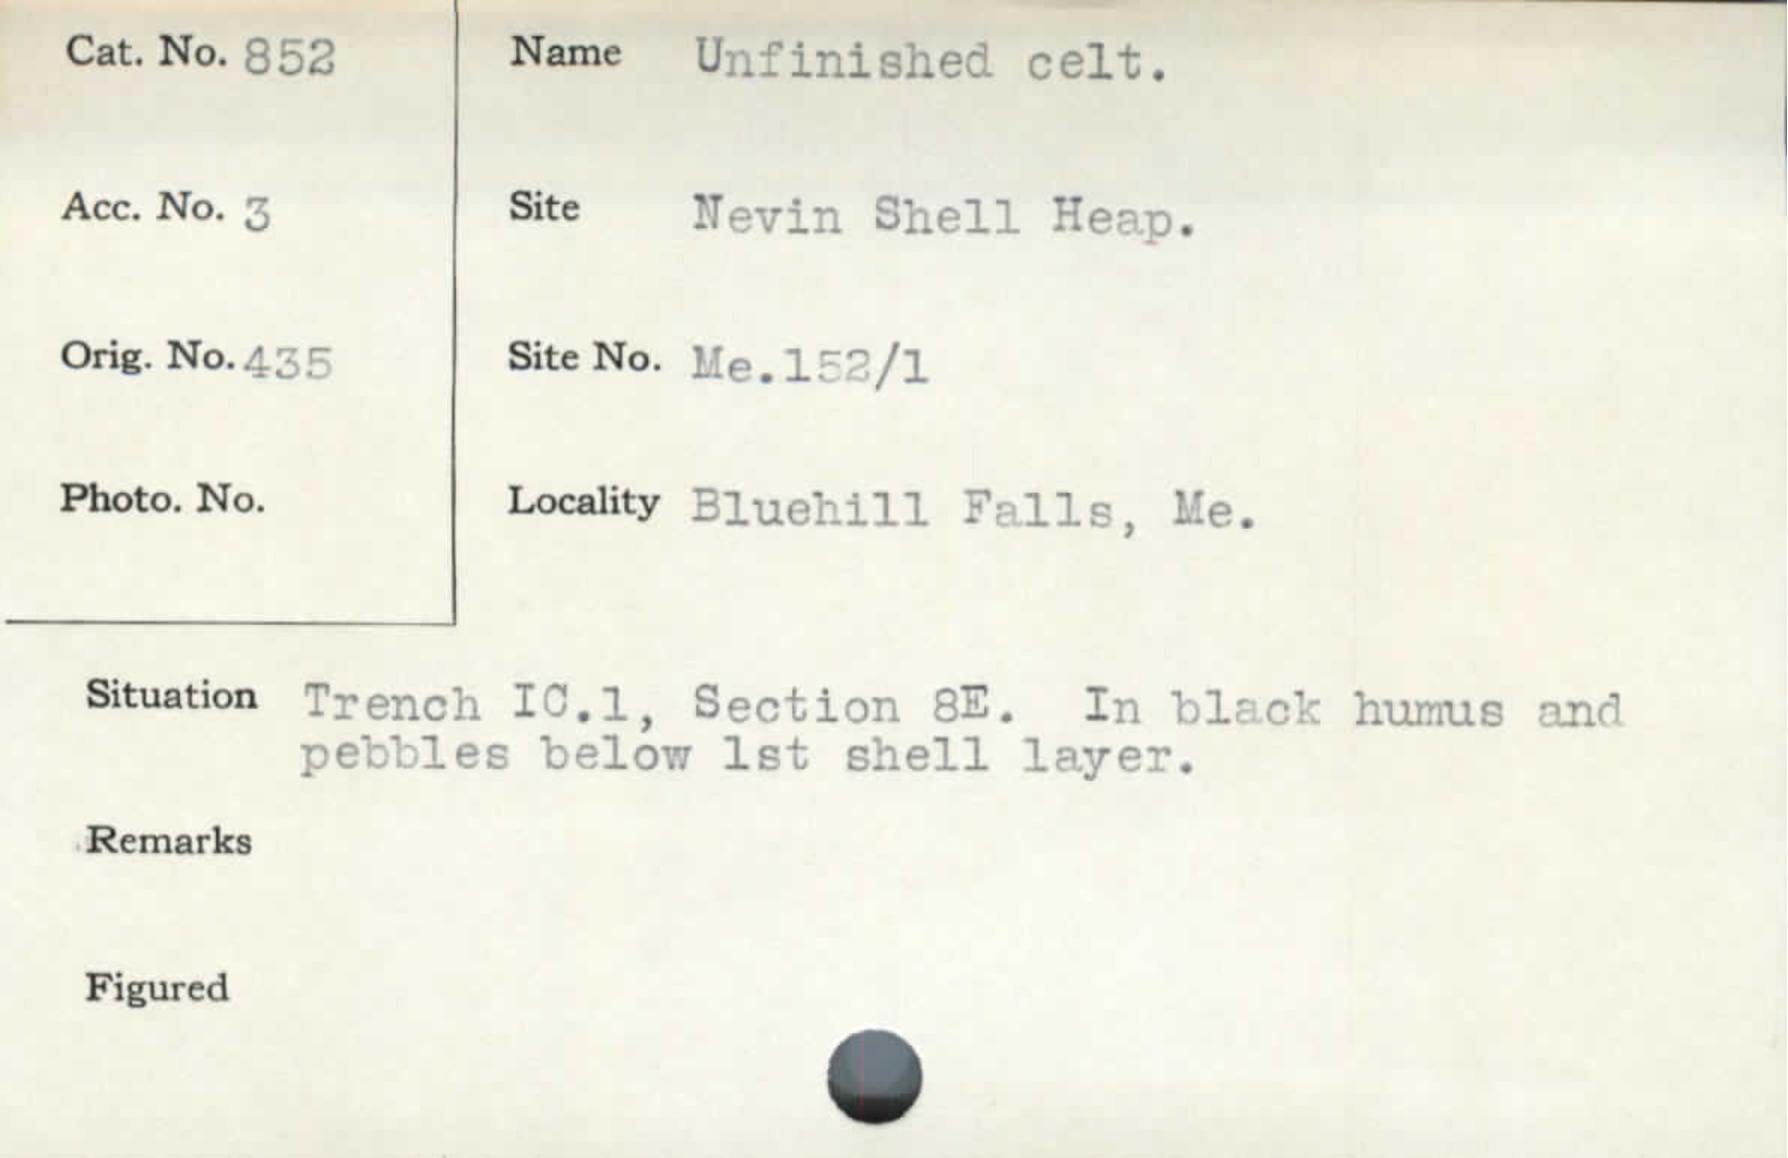 Cat. No. 852
Name Unfinished celt.
Acc. No. 3
Site Nevin Shell Heap.
Orig. No. 435
Site No. Me.152/1
Photo. No.
Locality Bluehill Falls, Me.
Situation Trench IC.1, Section 8E. In black humus and
pebbles below 1st shell layer.
Remarks
Figured